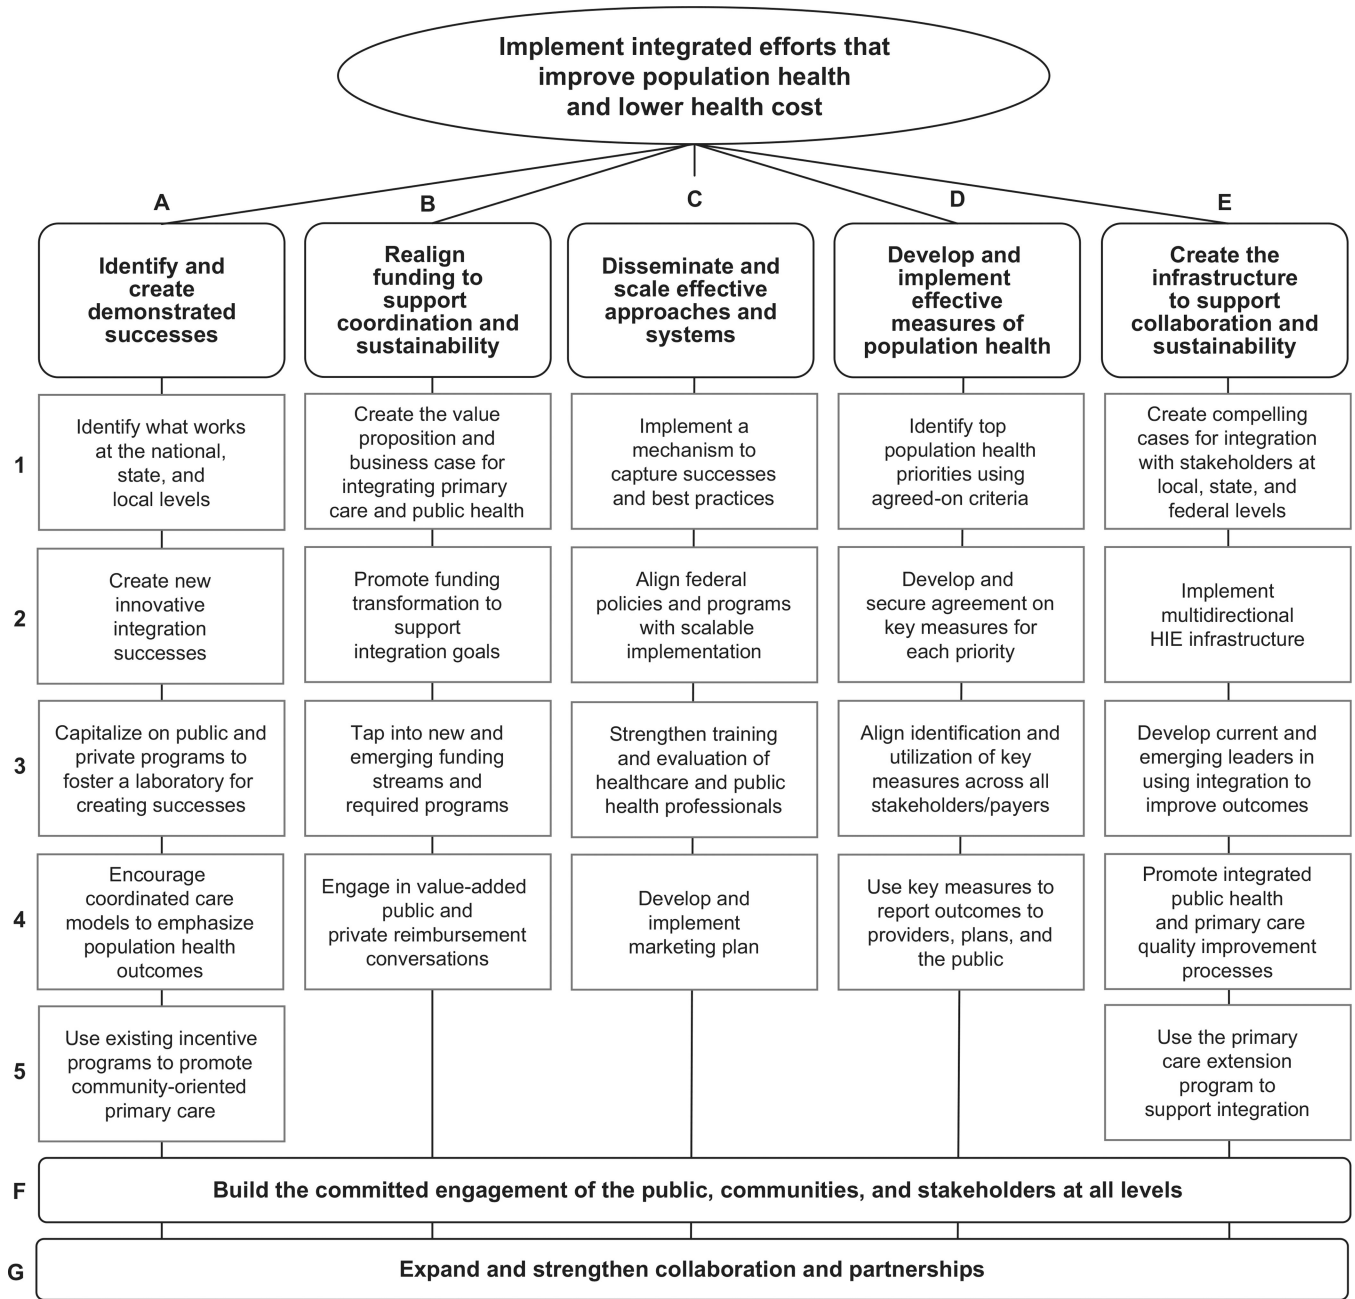 Implement integrated efforts that
improve population health
and lower health cost
A
B
C
D
E
Identify and
create
demonstrated
successes
Realign
funding to
support
coordination and
sustainability
Disseminate and
scale effective
approaches and
systems
Develop and
implement
effective
measures of
population health
Create the
infrastructure
to support
collaboration and
sustainability
1
Identify what works
at the national,
state, and
local levels
Create the value
proposition and
business case for
integrating primary
care and public health
Implement a
mechanism to
capture successes
and best practices
Identify top
population health
priorities using
agreed-on criteria
Create compelling
cases for integration
with stakeholders at
local, state, and
federal levels
2
Create new
innovative
integration
successes
Promote funding
transformation to
support
integration goals
Align federal
policies and programs
with scalable
implementation
Develop and
secure agreement on
key measures for
each priority
Implement
multidirectional
HIE infrastructure
3
Capitalize on public and
private programs to
foster a laboratory for
creating successes
Tap into new and
emerging funding
streams and
required programs
Strengthen training
and evaluation of
healthcare and public
health professionals
Align identification and
utilization of key
measures across all
stakeholders/payers
Develop current and
emerging leaders in
using integration to
improve outcomes
4
Encourage
coordinated care
models to emphasize
population health
outcomes
Engage in value-added
public and
private reimbursement
conversations
Develop and
implement
marketing plan
Use key measures to
report outcomes to
providers, plans, and
the public
Promote integrated
public health
and primary care
quality improvement
processes
5
Use existing incentive
programs to promote
community-oriented
primary care
Use the primary
care extension
program to
support integration
F
Build the committed engagement of the public, communities, and stakeholders at all levels
G
Expand and strengthen collaboration and partnerships